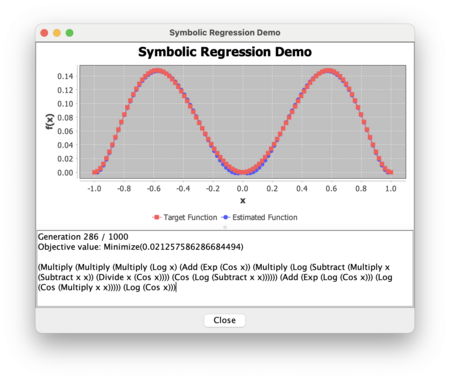 Symbolic Regression Demo
Symbolic Regression Demo
f(x)
0.14
0.12
0.10
0.08
0.06
0.04
0.02
0.00
-1.0 -0.8 -0.6 -0.4 -0.2 0.0 0.2 0.4 0.6 0.8 1.0
x
Target Function Estimated Function
Generation 286 / 1000
Objective value: Minimize(0.021257586286684494)
(Multiply (Multiply (Multiply (Log x) (Add (Exp (Cos x)) (Multiply (Log (Subtract (Multiply x
(Subtract x x)) (Divide x (Cos x)))) (Cos (Log (Subtract x x)))))) (Add (Exp (Log (Cos x))) (Log
(Cos (Multiply x x))))) (Log (Cos x)))
Close